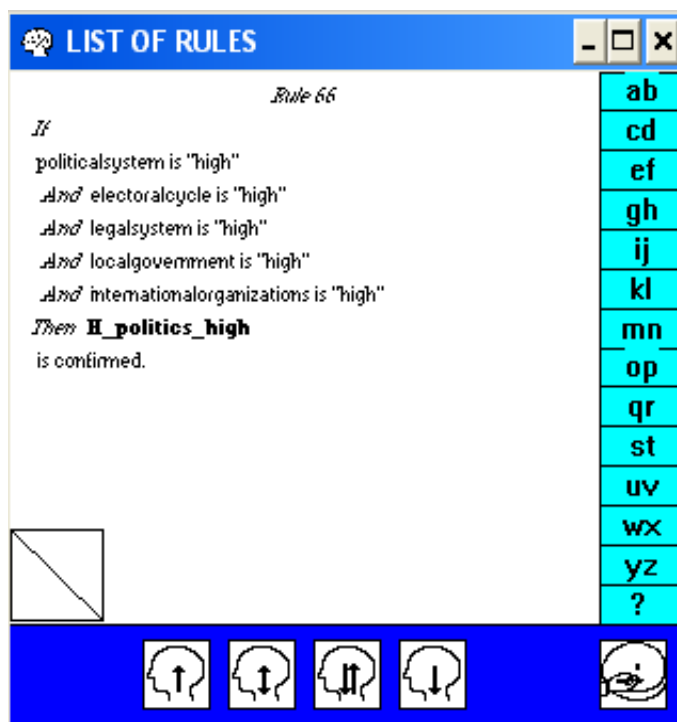 LIST OF RULES
Rule 66
If
politicalsystem is "high"
And electoralcycle is "high"
And legalsystem is "high"
And localgovernment is "high"
And internationalorganizations is "high"
Then H_politics_high
is confirmed.
ab
cd
ef
gh
ij
kl
mn
op
qr
st
uv
wx
yz
?